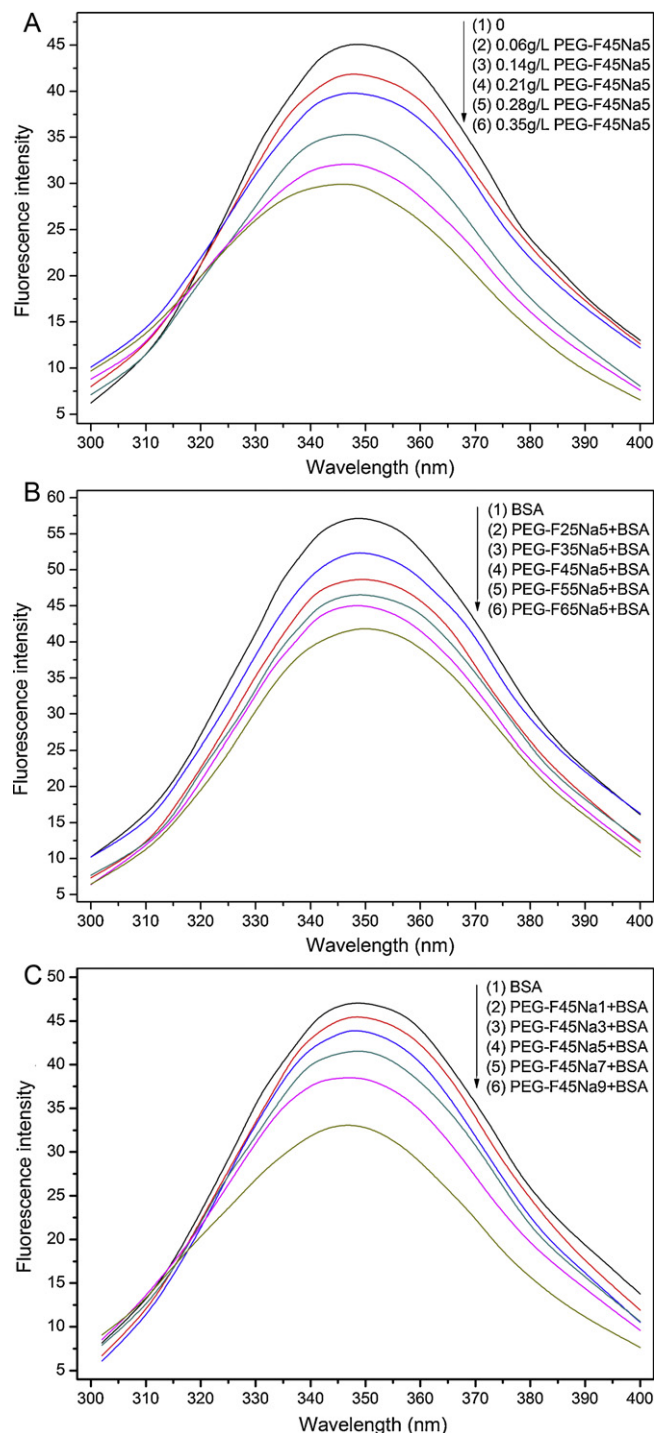 A
(1) 0
(2) 0.06g/L PEG-F45Na5
(3) 0.14g/L PEG-F45Na5
(4) 0.21g/L PEG-F45Na5
(5) 0.28g/L PEG-F45Na5
(6) 0.35g/L PEG-F45Na5
Fluorescence intensity
45
40
35
30
25
20
15
10
5
300 310 320 330 340 350 360 370 380 390 400
Wavelength (nm)
B
(1) BSA
(2) PEG-F25Na5+BSA
(3) PEG-F35Na5+BSA
(4) PEG-F45Na5+BSA
(5) PEG-F55Na5+BSA
(6) PEG-F65Na5+BSA
Fluorescence intensity
60
55
50
45
40
35
30
25
20
15
10
5
300 310 320 330 340 350 360 370 380 390 400
Wavelength (nm)
C
(1) BSA
(2) PEG-F45Na1+BSA
(3) PEG-F45Na3+BSA
(4) PEG-F45Na5+BSA
(5) PEG-F45Na7+BSA
(6) PEG-F45Na9+BSA
Fluorescence intensity
50
45
40
35
30
25
20
15
10
5
300 310 320 330 340 350 360 370 380 390 400
Wavelength (nm)